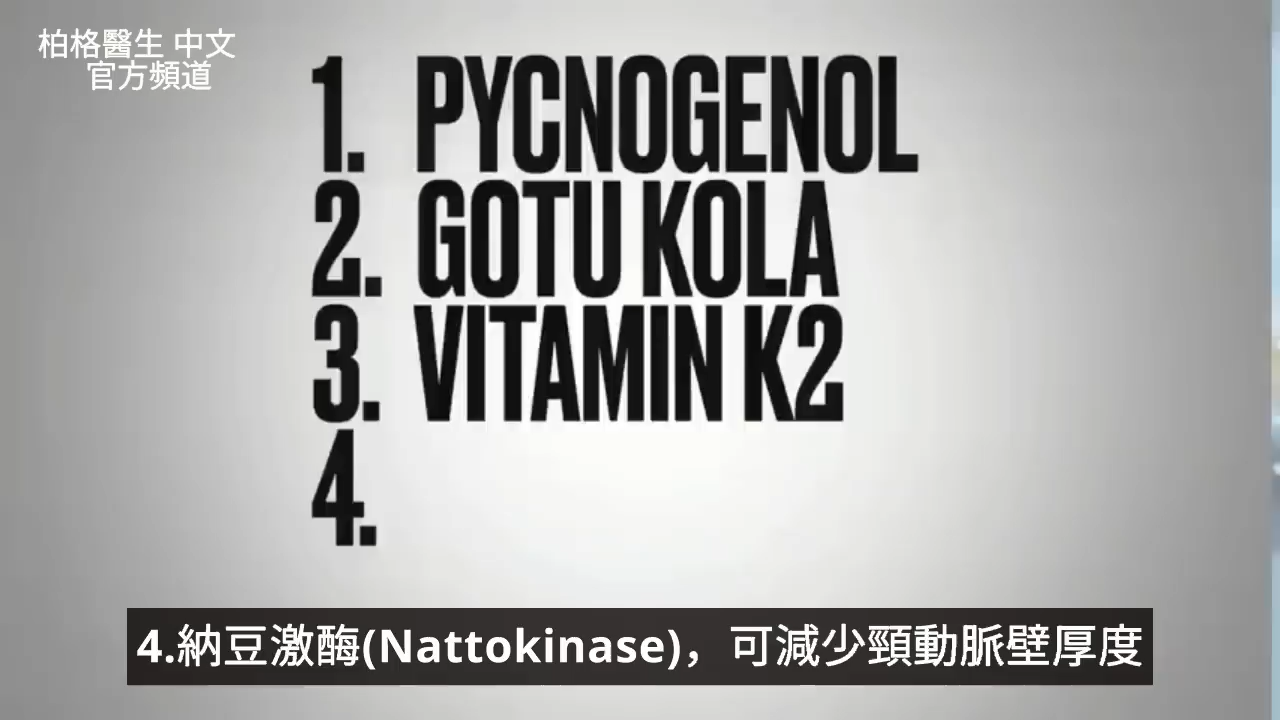 柏格醫生 中文
官方頻道
1. PYCNOGENOL
2. GOTU KOLA
3. VITAMIN K2
4.
4.納豆激酶(Nattokinase)，可減少頸動脈壁厚度